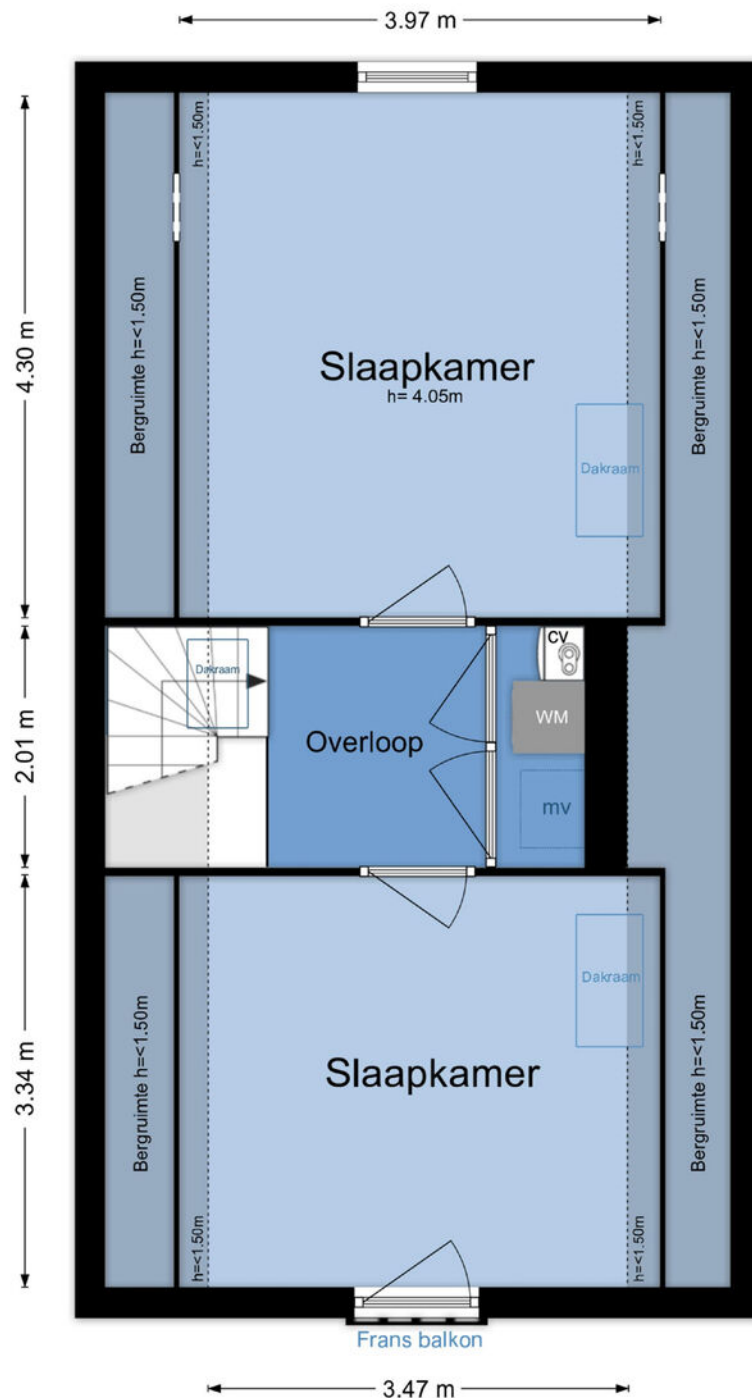 3.97 m
h=<1.50m
h=<1.50m
4.30 m
Bergruimte h=<1.50m
Bergruimte h=<1.50m
Slaapkamer
h= 4.05m
Dakraam
2.01 m
Dakraam
Overloop
CV
WM
mv
3.34 m
Bergruimte h=<1.50m
Bergruimte h=<1.50m
Dakraam
Slaapkamer
h=<1.50m
h=<1.50m
Frans balkon
3.47 m